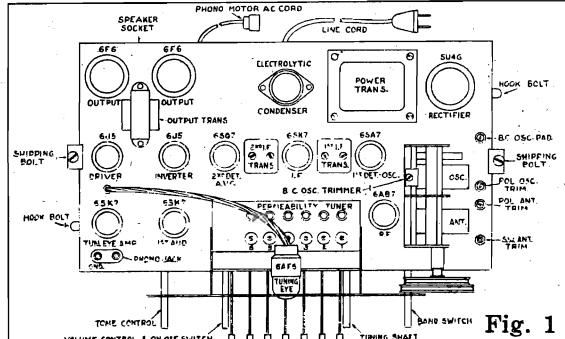 PHONO MOTOR AC CORD
SPEAKER
SOCKET
LINE CORD
6F6
6F6
ELECTROLYTIC
CONDENSER
POWER
TRANS.
5U4G
RECTIFIER
HOOK BOLT
OUTPUT
OUTPUT
OUTPUT TRANS
6J5
DRIVER
6J5
INVERTER
6SQ7
2ND DET.
A.V.C.
2ND I.F
TRANS
6SK7
I.F
1ST I.F
TRANS.
6SA7
1ST DET-OSC.
B.C OSC. PAD.
SHIPPING
BOLT
SHIPPING
BOLT
B C OSC. TRIMMER
OSC.
POL OSC.
TRIM
POL ANT.
TRIM
ANT.
S.W. ANT.
TRIM
HOOK BOLT
6SK7
TUN. EYE AMP
1ST AUD
PERMEABILITY TUNER
6AB7
R.F
GND.
PHONO JACK
6AF5
TUNING
EYE
TONE CONTROL
VOLUME CONTROL & ON OFF SWITCH
TUNING SHAFT
BAND SWITCH
Fig. 1